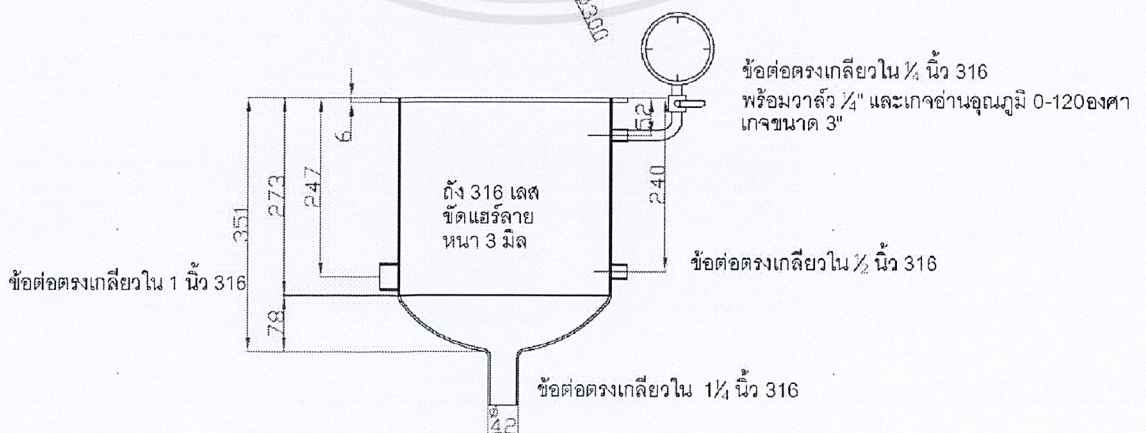 ø300
ข้อต่อตรงเกลียวใน ¼ นิ้ว 316
พร้อมวาล์ว ¼" และเกจอ่านอุณภูมิ 0-120องศา
เกจขนาด 3"
6
52
351
273
247
240
ถัง 316 เลส
ขัดแฮร์ลาย
หนา 3 มิล
ข้อต่อตรงเกลียวใน 1 นิ้ว 316
ข้อต่อตรงเกลียวใน ½ นิ้ว 316
78
ข้อต่อตรงเกลียวใน 1¼ นิ้ว 316
ø42